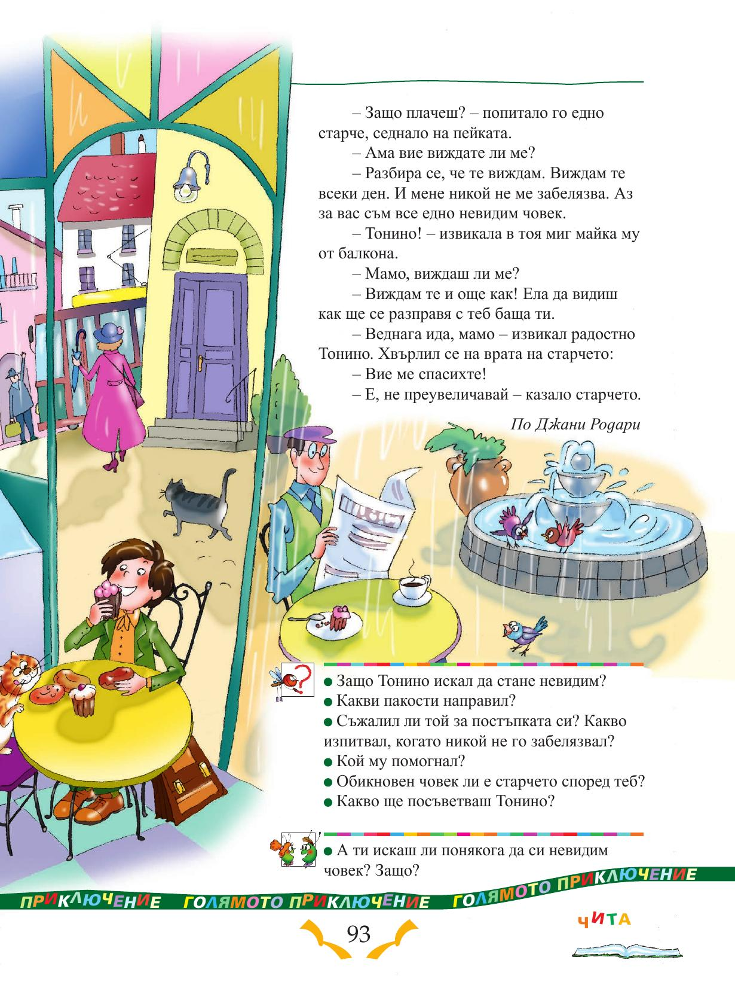 – Защо плачеш? – попитало го едно
старче, седнало на пейката.
– Ама вие виждате ли ме?
– Разбира се, че те виждам. Виждам те
всеки ден. И мене никой не ме забелязва. Аз
за вас съм все едно невидим човек.
– Тонино! – извикала в тоя миг майка му
от балкона.
– Мамо, виждаш ли ме?
– Виждам те и още как! Ела да видиш
как ще се разправя с теб баща ти.
– Веднага ида, мамо – извикал радостно
Тонино. Хвърлил се на врата на старчето:
– Вие ме спасихте!
– Е, не преувеличавай – казало старчето.
По Джани Родари
● Защо Тонино искал да стане невидим?
● Какви пакости направил?
● Съжалил ли той за постъпката си? Какво
изпитвал, когато никой не го забелязвал?
● Кой му помогнал?
● Обикновен човек ли е старчето според теб?
● Какво ще посъветваш Тонино?
● А ти искаш ли понякога да си невидим
човек? Защо?
ПРИКЛЮЧЕНИЕ ГОЛЯМОТО ПРИКЛЮЧЕНИЕ ГОЛЯМОТО ПРИКЛЮЧЕНИЕ
ЧИТА
93